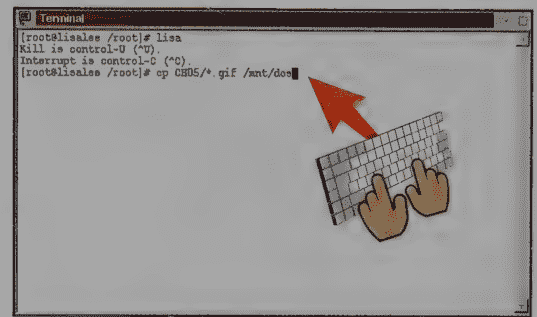 Terminal
[root@lisalee /root]# lisa
Kill is control-U (^U).
Interrupt is control-C (^C).
[root@lisalee /root]# cp CH05/*.gif /mnt/dos